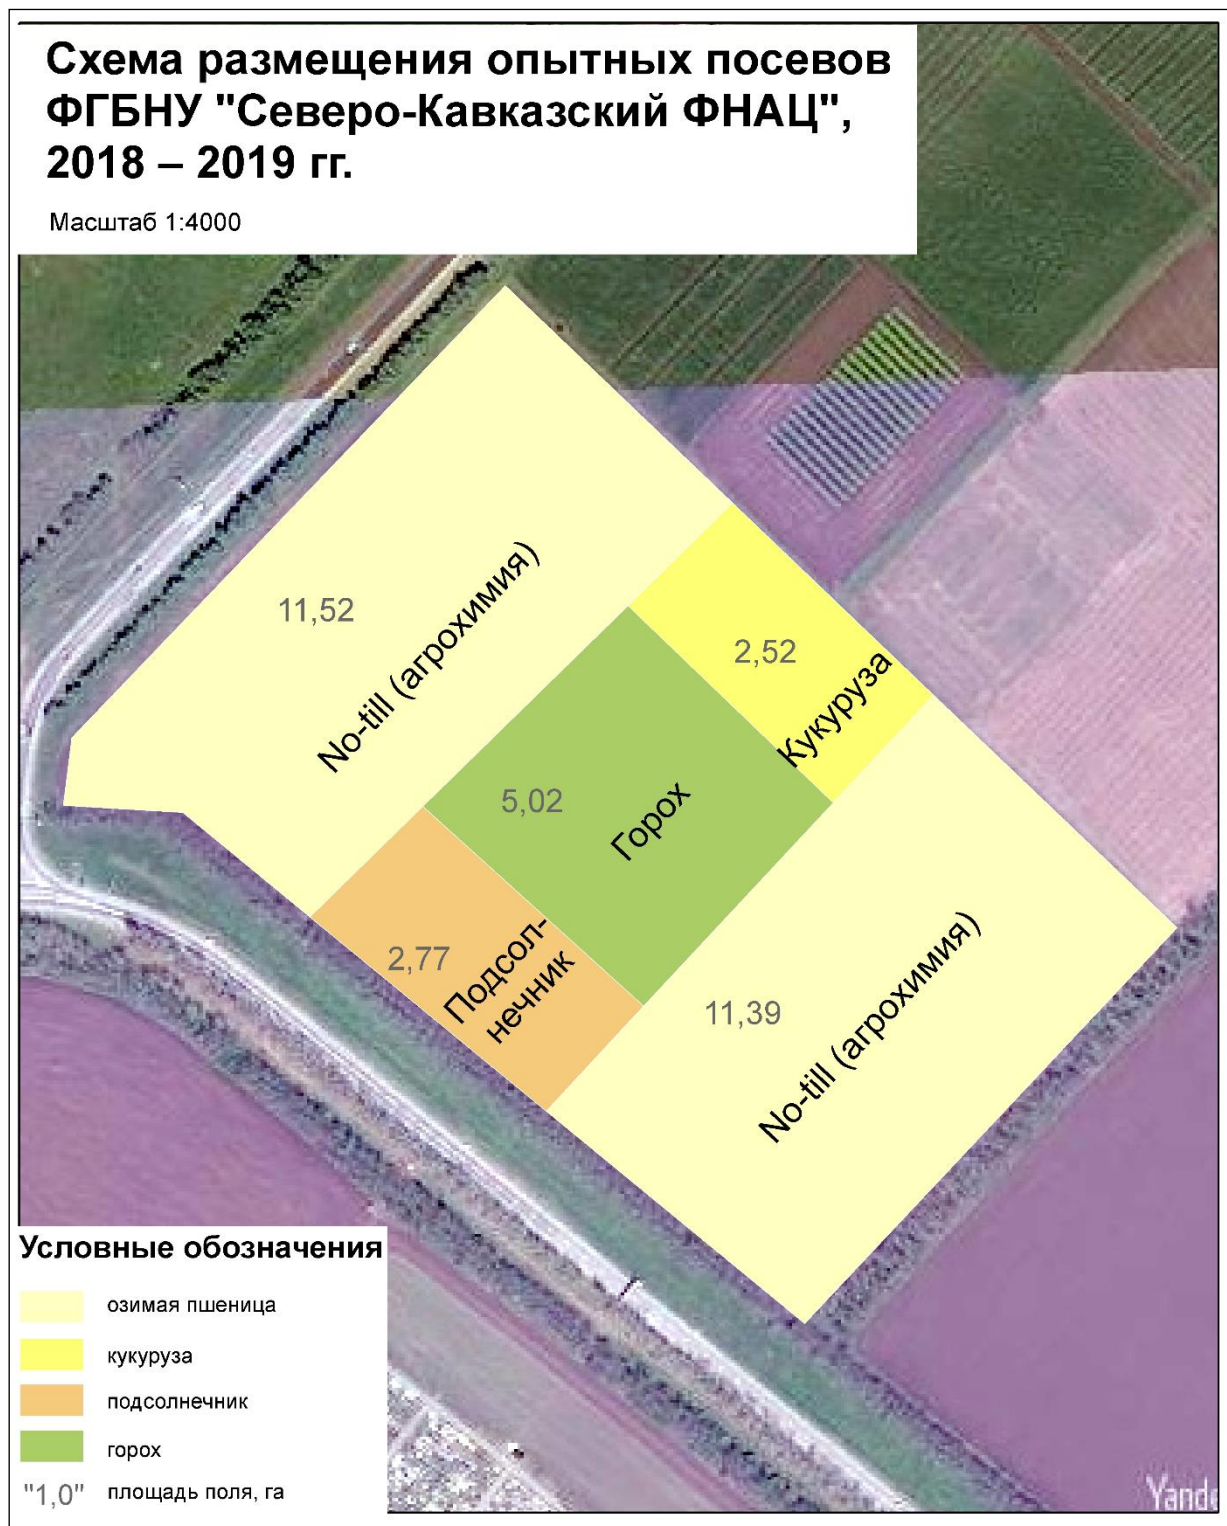 Схема размещения опытных посевов
ФГБНУ "Северо-Кавказский ФНАЦ",
2018 – 2019 гг.
Масштаб 1:4000
11,52
No-till (агрохимия)
2,52
Кукуруза
5,02
Горох
2,77
Подсол-
нечник
11,39
No-till (агрохимия)
Условные обозначения
озимая пшеница
кукуруза
подсолнечник
горох
"1,0" площадь поля, га